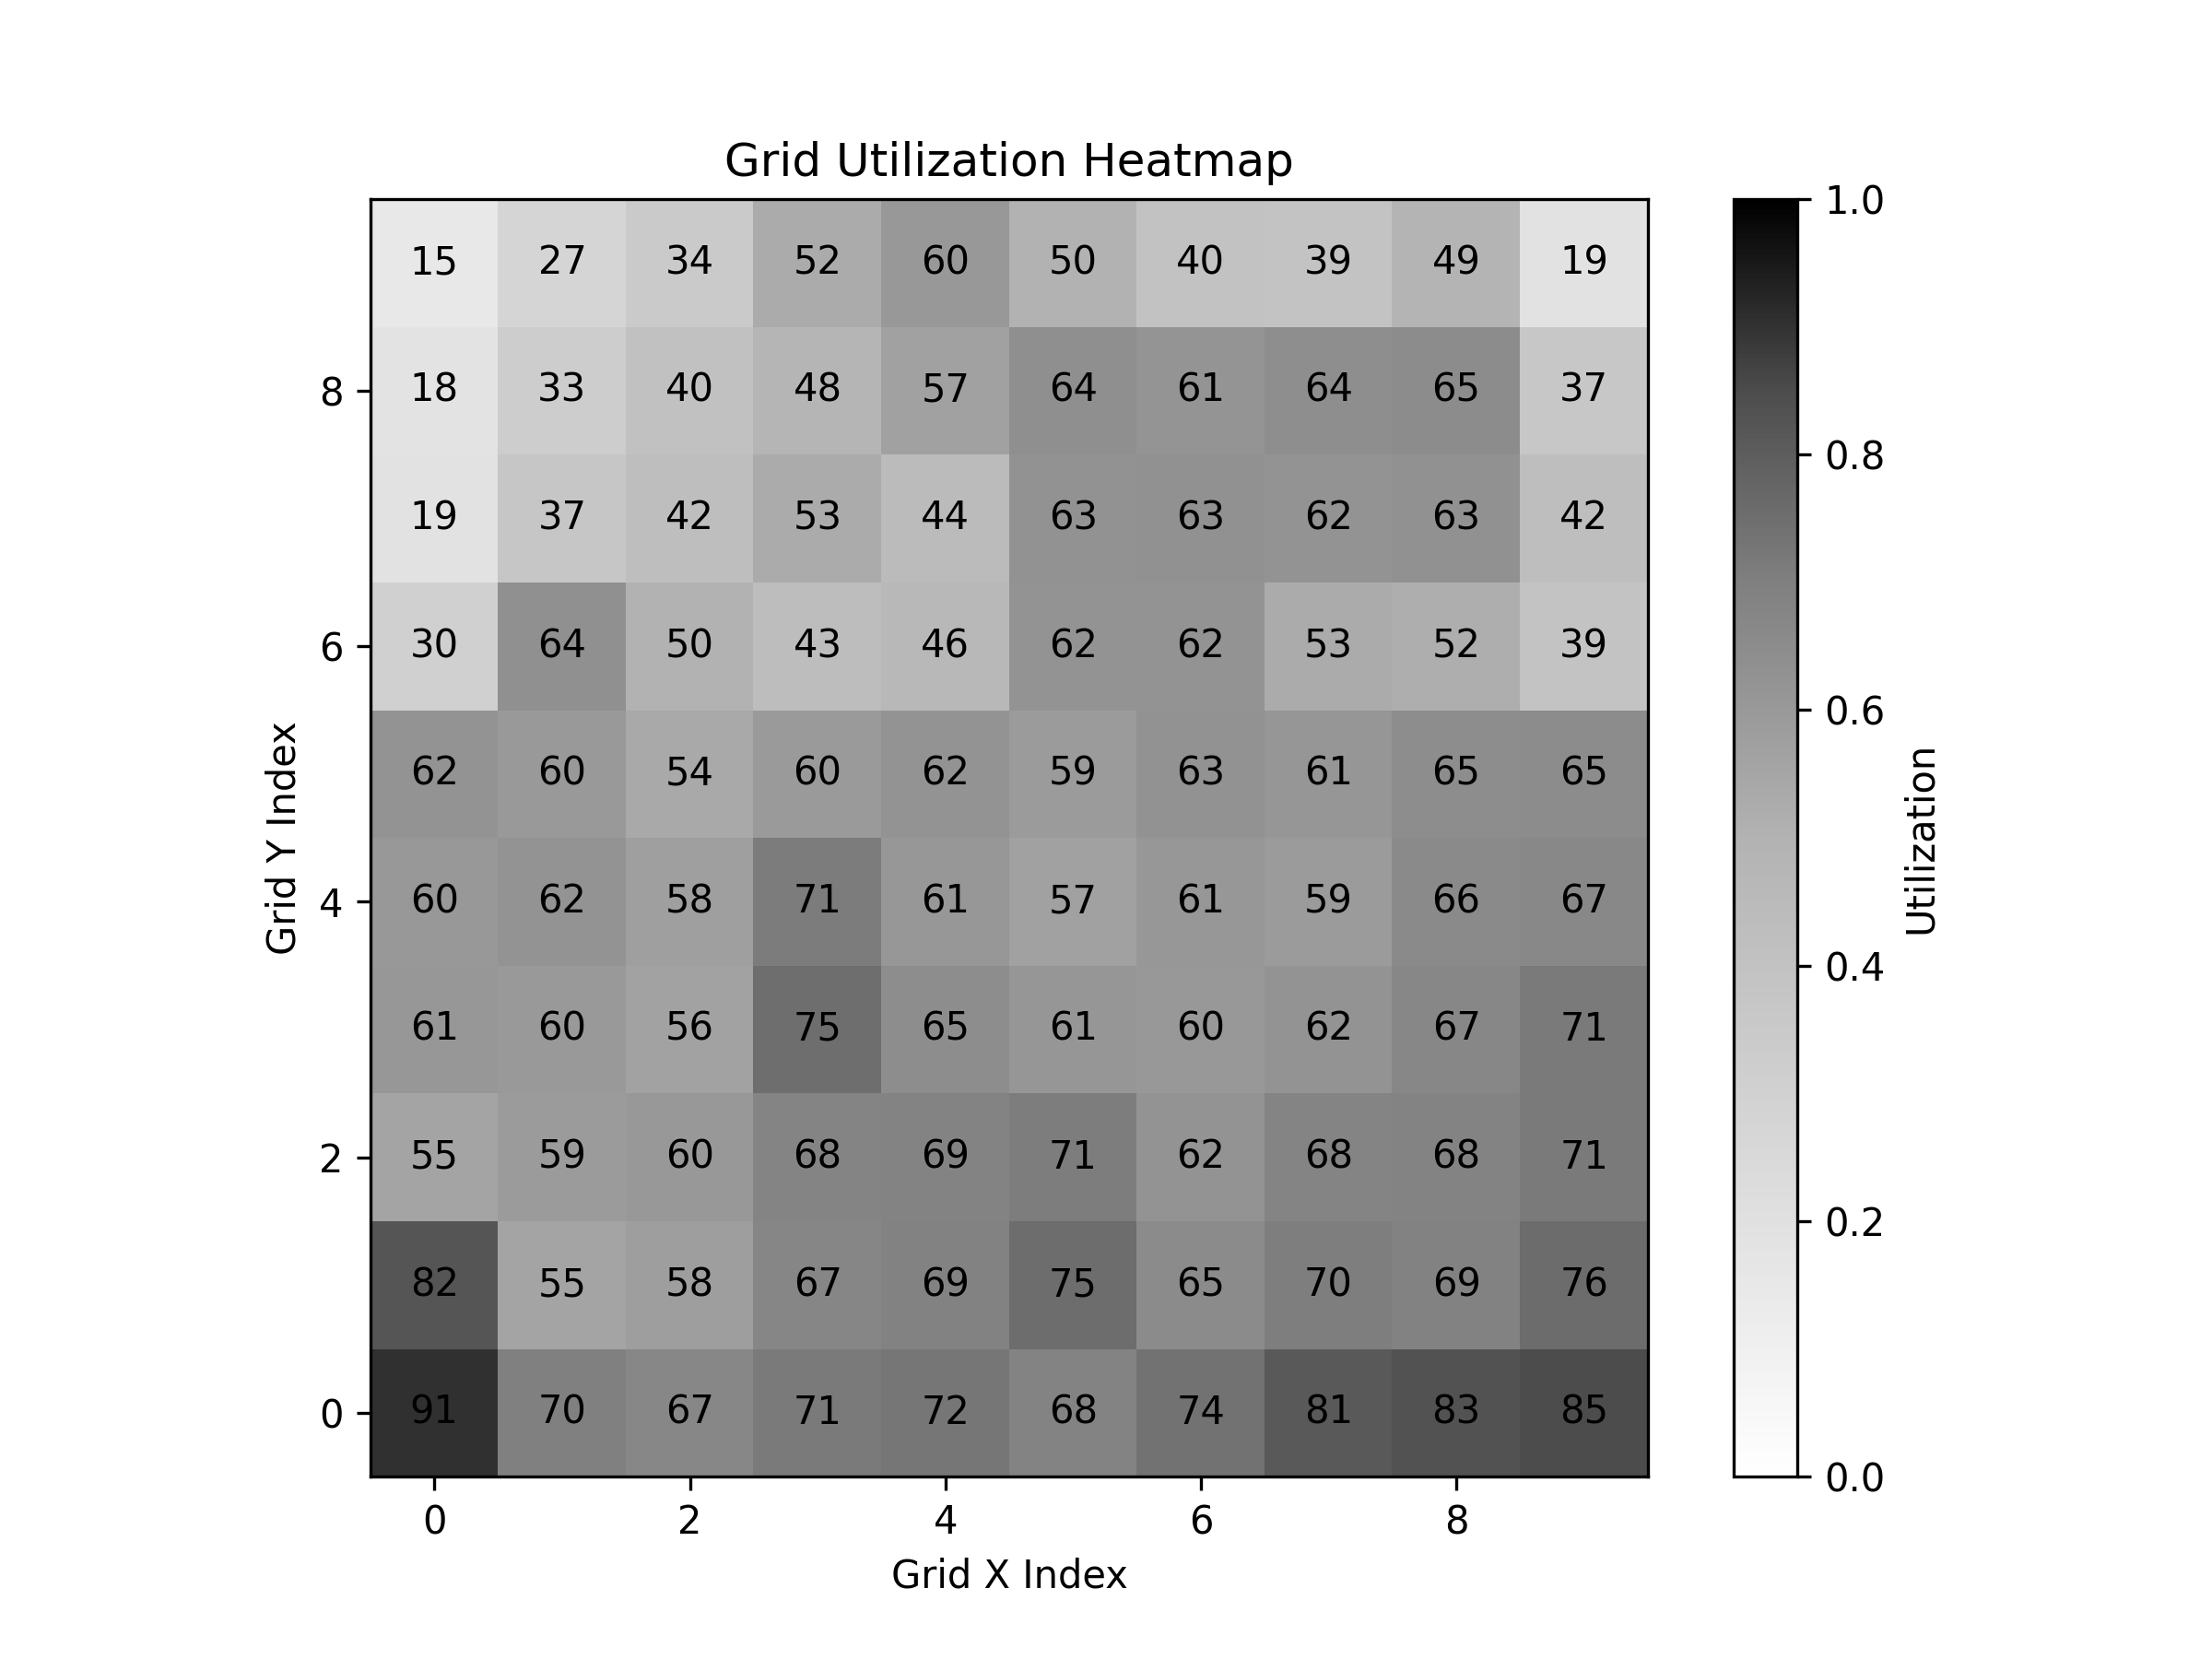 Grid Utilization Heatmap
15 27 34 52 60 50 40 39 49 19
8 18 33 40 48 57 64 61 64 65 37
19 37 42 53 44 63 63 62 63 42
6 30 64 50 43 46 62 62 53 52 39
62 60 54 60 62 59 63 61 65 65
4 60 62 58 71 61 57 61 59 66 67
61 60 56 75 65 61 60 62 67 71
2 55 59 60 68 69 71 62 68 68 71
82 55 58 67 69 75 65 70 69 76
0 91 70 67 71 72 68 74 81 83 85
0 2 4 6 8
Grid X Index
Grid Y Index
1.0
0.8
0.6
0.4
0.2
0.0
Utilization